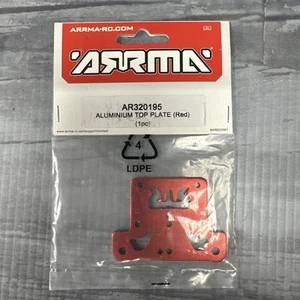 ARRMA-RC.COM
ARRMA
AR320195
ALUMINIUM TOP PLATE (Red)
(1pc)
4
LDPE